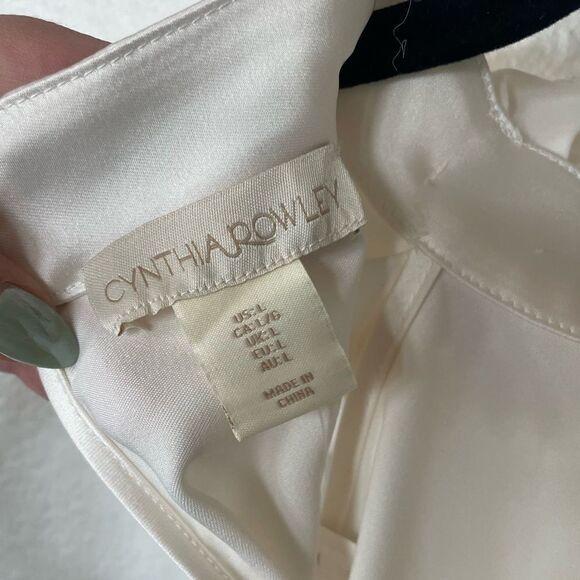 CYNTHIA ROWLEY
US: L
CA: L/G
UK: L
EU: L
AU: L
MADE IN
CHINA